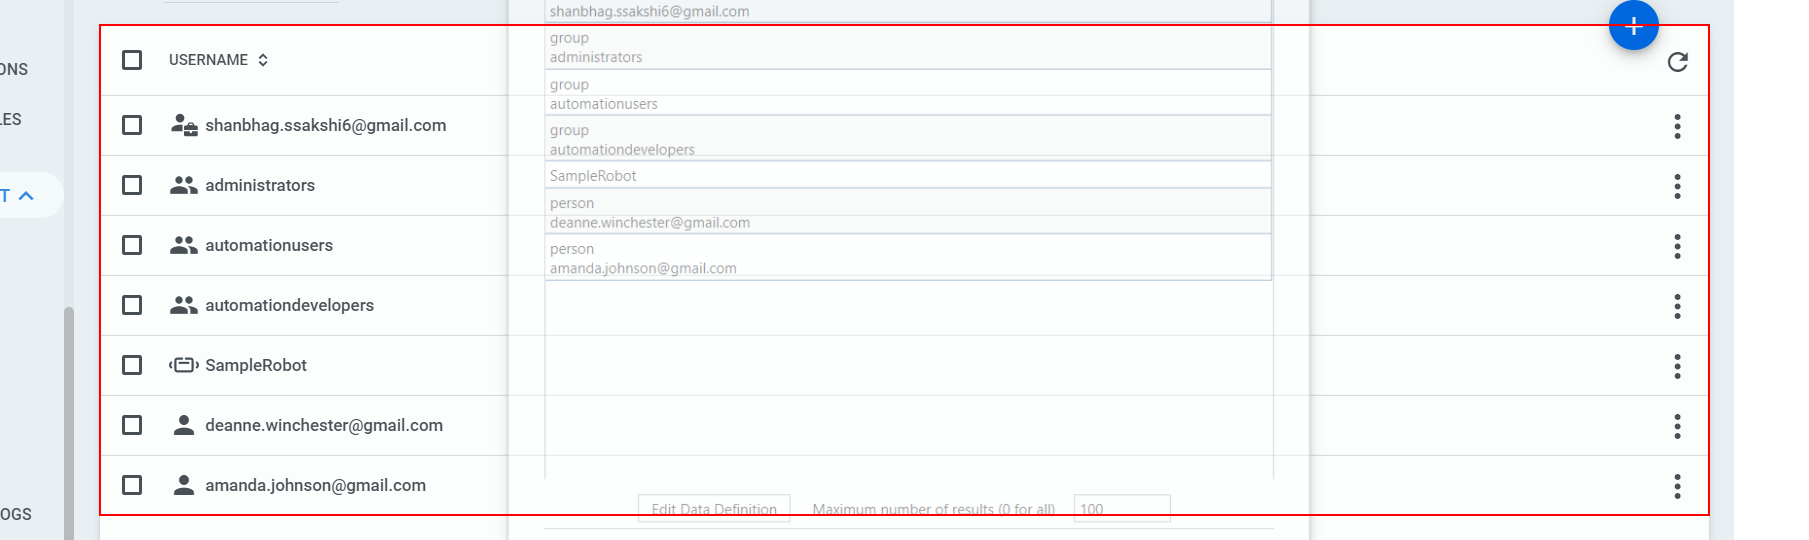 ONS
LES
T
OGS
USERNAME
shanbhag.ssakshi6@gmail.com
administrators
automationusers
automationdevelopers
SampleRobot
deanne.winchester@gmail.com
amanda.johnson@gmail.com
shanbhag.ssakshi6@gmail.com
group
administrators
group
automationusers
group
automationdevelopers
SampleRobot
person
deanne.winchester@gmail.com
person
amanda.johnson@gmail.com
Edit Data Definition Maximum number of results (0 for all) 100